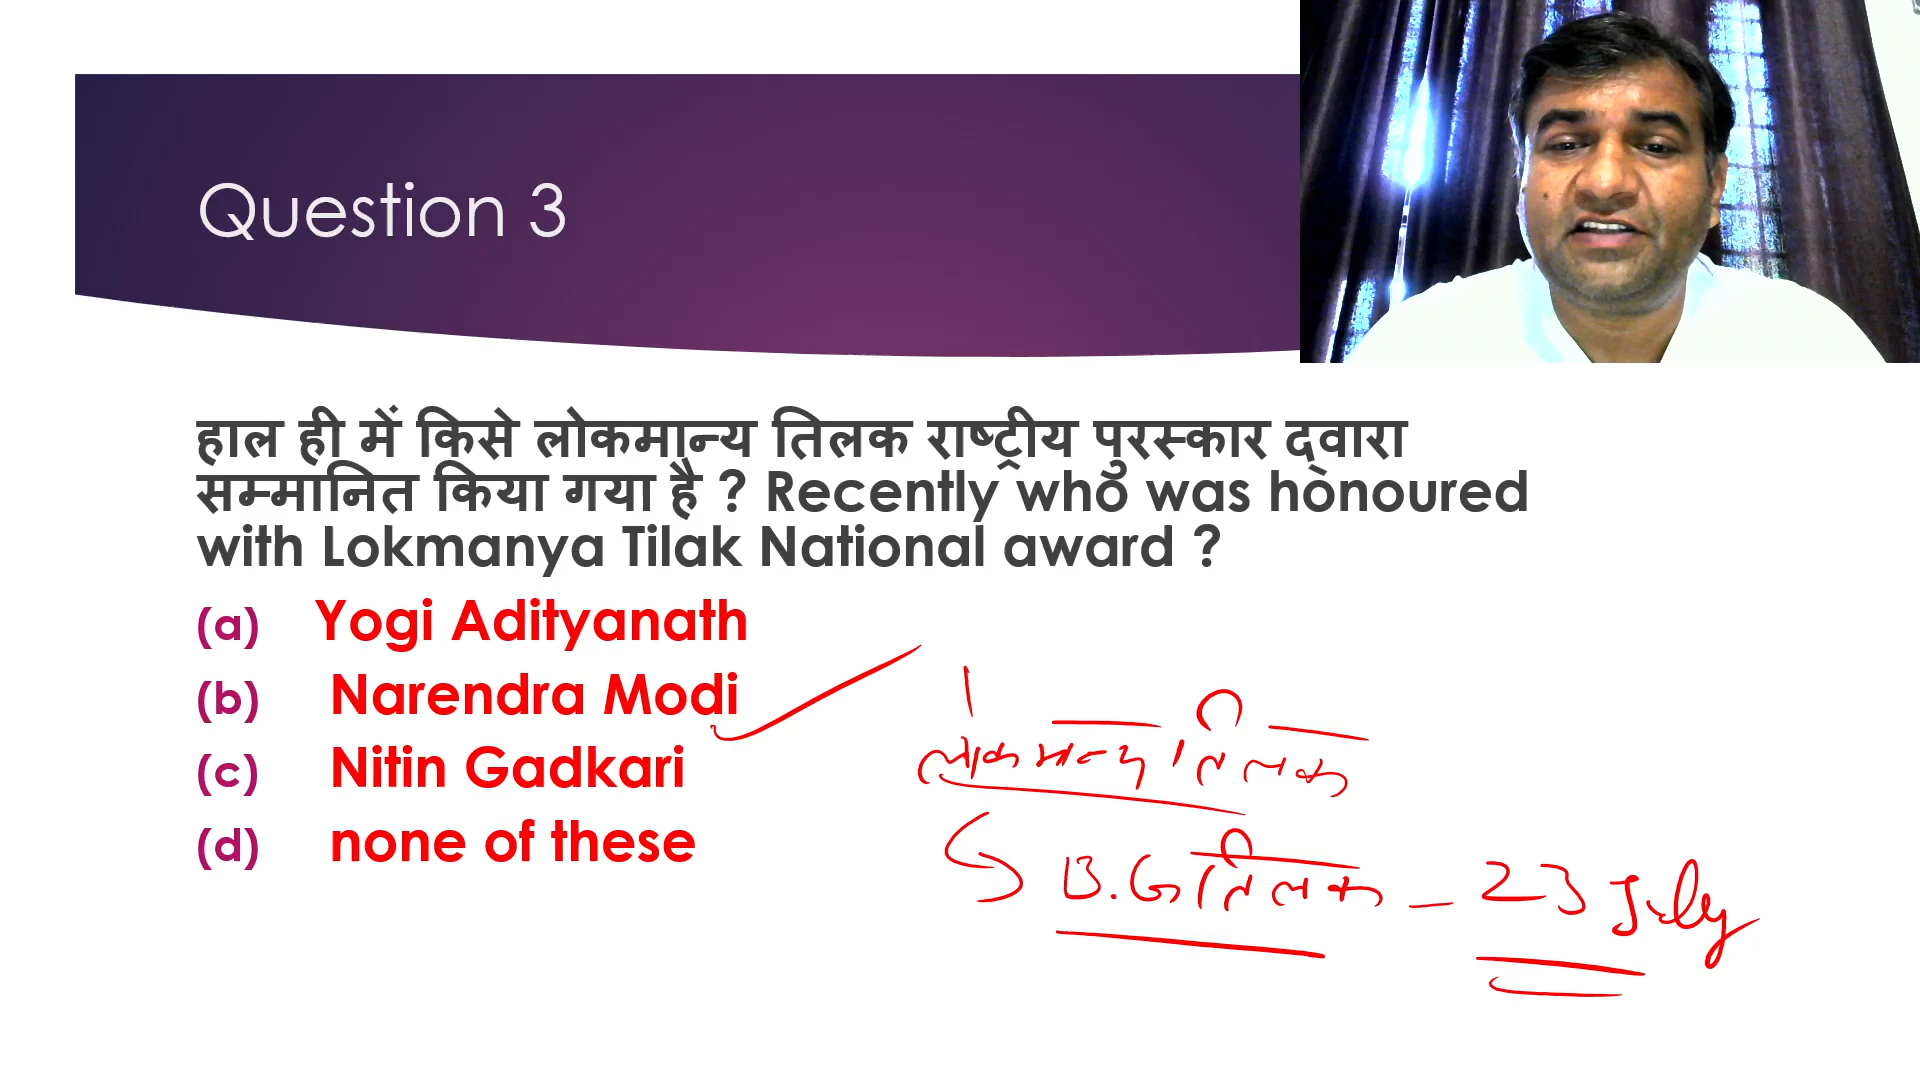 Question 3
हाल ही में किसे लोकमान्य तिलक राष्ट्रीय पुरस्कार द्वारा
सम्मानित किया गया है ? Recently who was honoured
with Lokmanya Tilak National award ?
(a) Yogi Adityanath
(b) Narendra Modi
(c) Nitin Gadkari
(d) none of these
लोकमान्य तिलक
B.G तिलक - 23 July